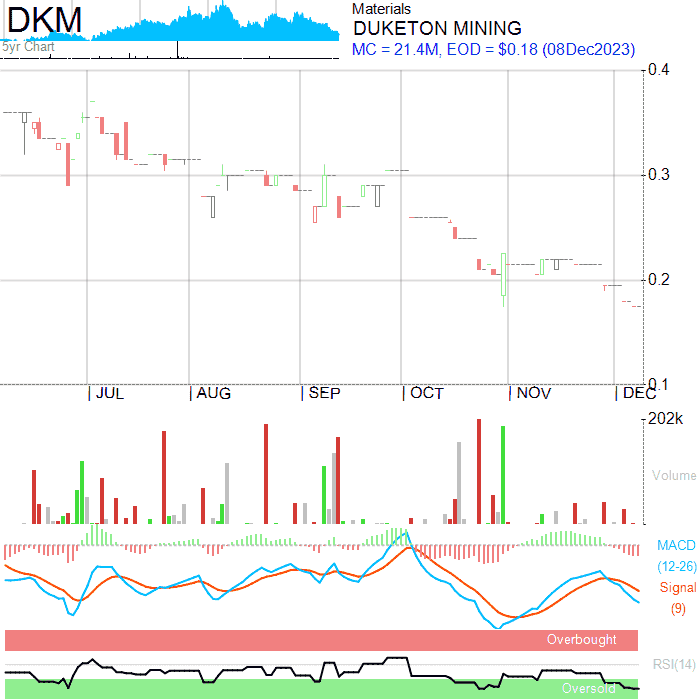 DKM
5yr Chart
Materials
DUKETON MINING
MC = 21.4M, EOD = $0.18 (08Dec2023)
0.4
0.3
0.2
0.1
JUL AUG SEP OCT NOV DEC
202k
Volume
MACD
(12-26)
Signal
(9)
Overbought
RSI(14)
Oversold